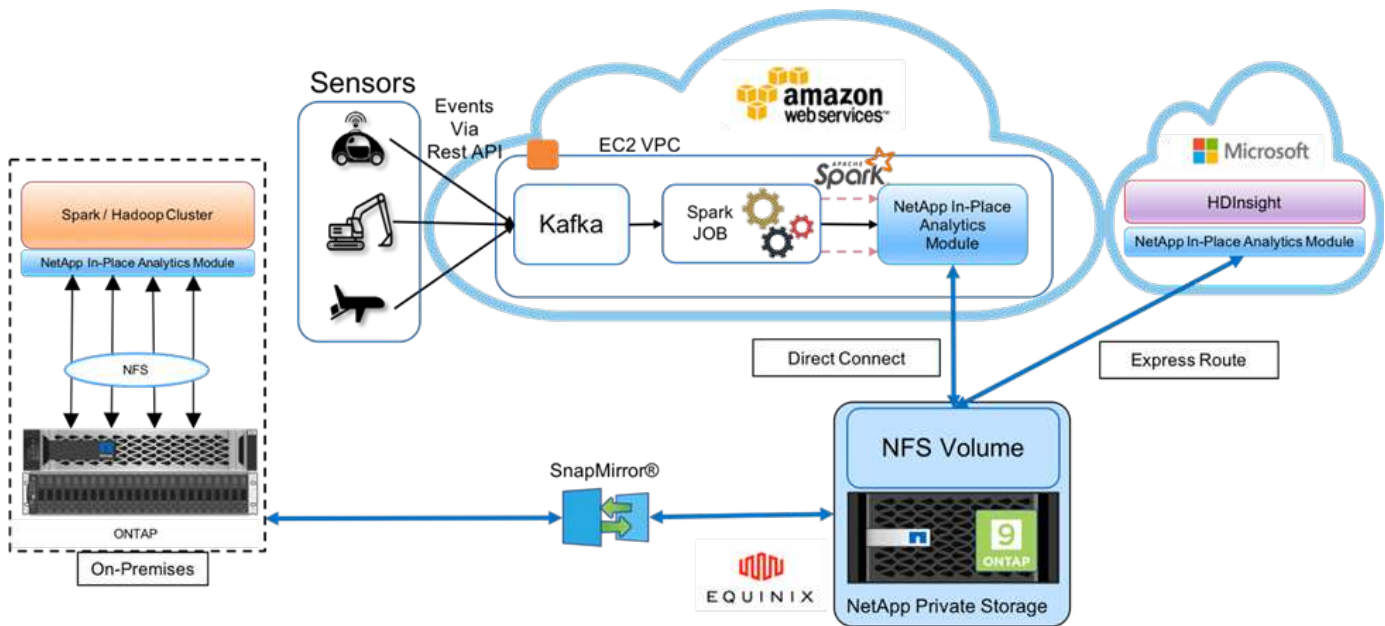 Sensors
Events
Via
Rest API
amazon
web services™
EC2 VPC
APACHE
Spark
Kafka
Spark
JOB
NetApp In-Place
Analytics
Module
Microsoft
HDInsight
NetApp In-Place Analytics Module
Spark / Hadoop Cluster
NetApp In-Place Analytics Module
NFS
ONTAP
On-Premises
Direct Connect
Express Route
SnapMirror®
EQUINIX
NFS Volume
9
ONTAP
NetApp Private Storage